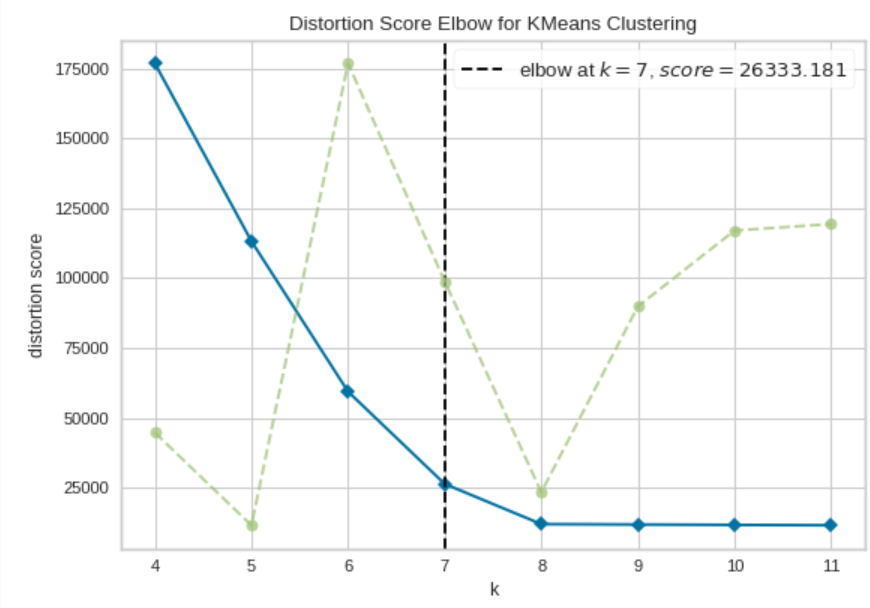 Distortion Score Elbow for KMeans Clustering
elbow at k = 7, score = 26333.181
175000
150000
125000
100000
75000
50000
25000
distortion score
4 5 6 7 8 9 10 11
k